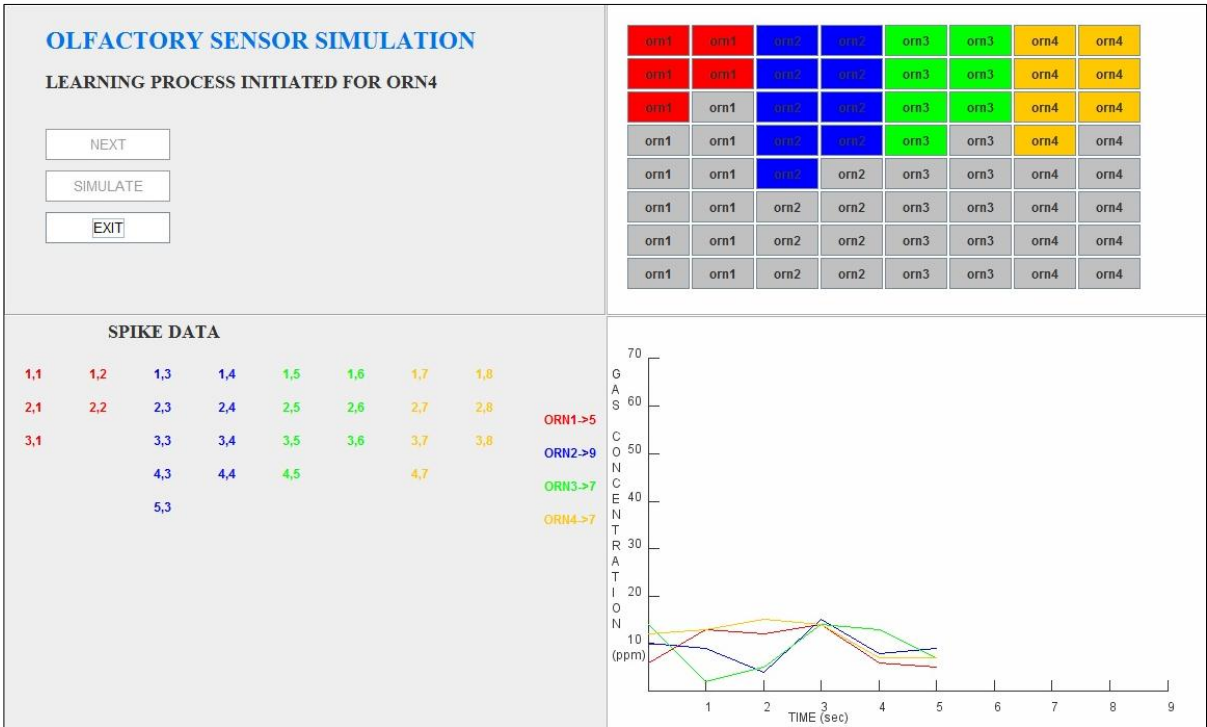 OLFACTORY SENSOR SIMULATION
LEARNING PROCESS INITIATED FOR ORN4
NEXT
SIMULATE
EXIT
orn1 orn1 orn2 orn2 orn3 orn3 orn4 orn4
orn1 orn1 orn2 orn2 orn3 orn3 orn4 orn4
orn1 orn1 orn2 orn2 orn3 orn3 orn4 orn4
orn1 orn1 orn2 orn2 orn3 orn3 orn4 orn4
orn1 orn1 orn2 orn2 orn3 orn3 orn4 orn4
orn1 orn1 orn2 orn2 orn3 orn3 orn4 orn4
orn1 orn1 orn2 orn2 orn3 orn3 orn4 orn4
orn1 orn1 orn2 orn2 orn3 orn3 orn4 orn4
SPIKE DATA
1,1 1,2 1,3 1,4 1,5 1,6 1,7 1,8
2,1 2,2 2,3 2,4 2,5 2,6 2,7 2,8
3,1 3,3 3,4 3,5 3,6 3,7 3,8
4,3 4,4 4,5 4,7
5,3
ORN1->5
ORN2->9
ORN3->7
ORN4->7
GAS CONCENTRATION
(ppm)
70
60
50
40
30
20
10
1 2 3 4 5 6 7 8 9
TIME (sec)